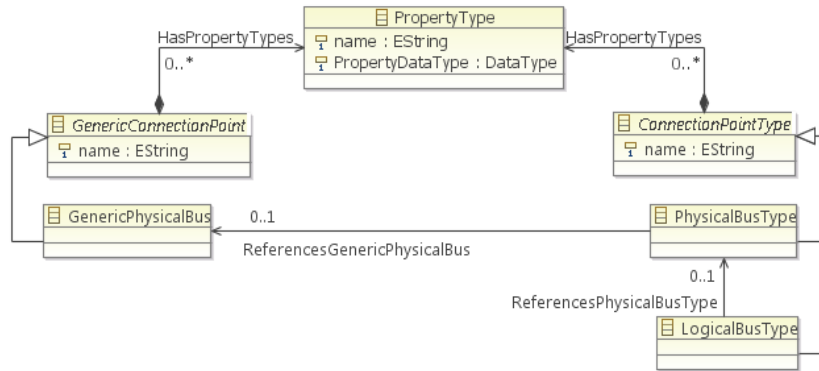 PropertyType
name : EString
PropertyDataType : DataType
HasPropertyTypes
0..*
HasPropertyTypes
0..*
GenericConnectionPoint
name : EString
ConnectionPointType
name : EString
GenericPhysicalBus
0..1
ReferencesGenericPhysicalBus
PhysicalBusType
0..1
ReferencesPhysicalBusType
LogicalBusType